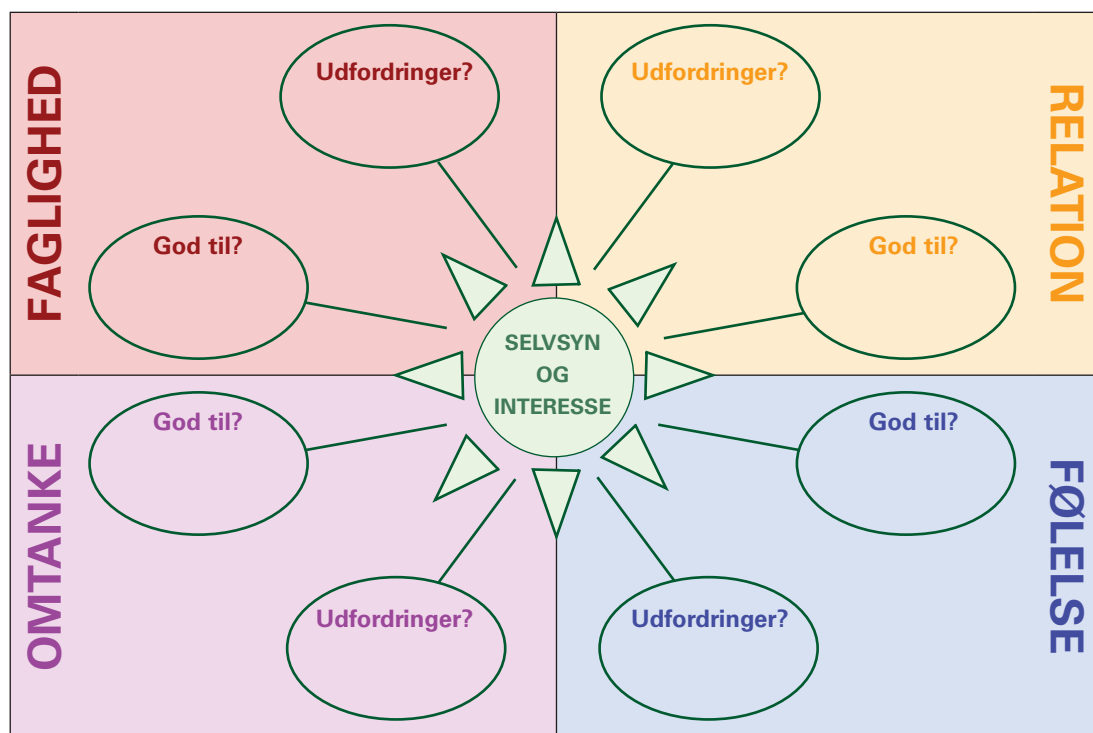 FAGLIGHED
Udfordringer?
God til?
RELATION
Udfordringer?
God til?
SELVSYN
OG
INTERESSE
OMTANKE
God til?
Udfordringer?
FØLELSE
God til?
Udfordringer?